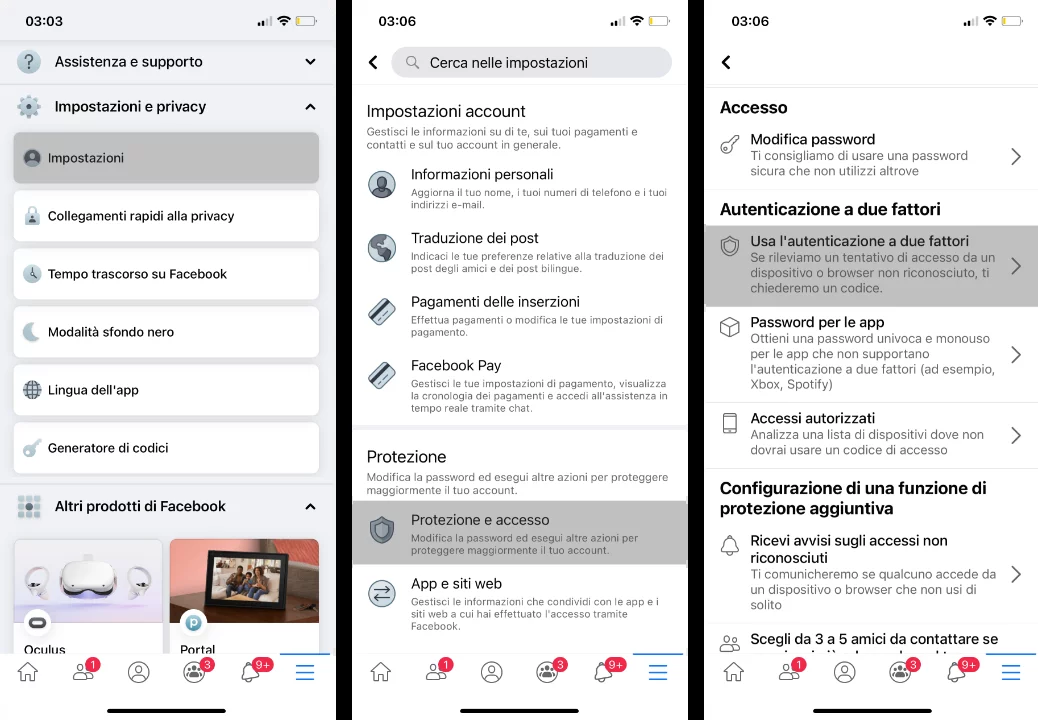 03:03
Assistenza e supporto
Impostazioni e privacy
Impostazioni
Collegamenti rapidi alla privacy
Tempo trascorso su Facebook
Modalità sfondo nero
Lingua dell'app
Generatore di codici
Altri prodotti di Facebook
Oculus
Portal
1
3
9+
03:06
Cerca nelle impostazioni
Impostazioni account
Gestisci le informazioni su di te, sui tuoi pagamenti e
contatti e sul tuo account in generale.
Informazioni personali
Aggiorna il tuo nome, i tuoi numeri di telefono e i tuoi
indirizzi e-mail.
Traduzione dei post
Indicaci le tue preferenze relative alla traduzione dei
post degli amici e dei post bilingue.
Pagamenti delle inserzioni
Effettua pagamenti o modifica le tue impostazioni di
pagamento.
Facebook Pay
Gestisci le tue impostazioni di pagamento, visualizza
la cronologia dei pagamenti e accedi all'assistenza in
tempo reale tramite chat.
Protezione
Modifica la password ed esegui altre azioni per proteggere
maggiormente il tuo account.
Protezione e accesso
Modifica la password ed esegui altre azioni per
proteggere maggiormente il tuo account.
App e siti web
Gestisci le informazioni che condividi con le app e i
siti web a cui hai effettuato l'accesso tramite
Facebook.
1
3
9+
03:06
Accesso
Modifica password
Ti consigliamo di usare una password
sicura che non utilizzi altrove
Autenticazione a due fattori
Usa l'autenticazione a due fattori
Se rileviamo un tentativo di accesso da un
dispositivo o browser non riconosciuto, ti
chiederemo un codice.
Password per le app
Ottieni una password univoca e monouso
per le app che non supportano
l'autenticazione a due fattori (ad esempio,
Xbox, Spotify)
Accessi autorizzati
Analizza una lista di dispositivi dove non
dovrai usare un codice di accesso
Configurazione di una funzione di
protezione aggiuntiva
Ricevi avvisi sugli accessi non
riconosciuti
Ti comunicheremo se qualcuno accede da
un dispositivo o browser che non usi di
solito
Scegli da 3 a 5 amici da contattare se
1
3
9+